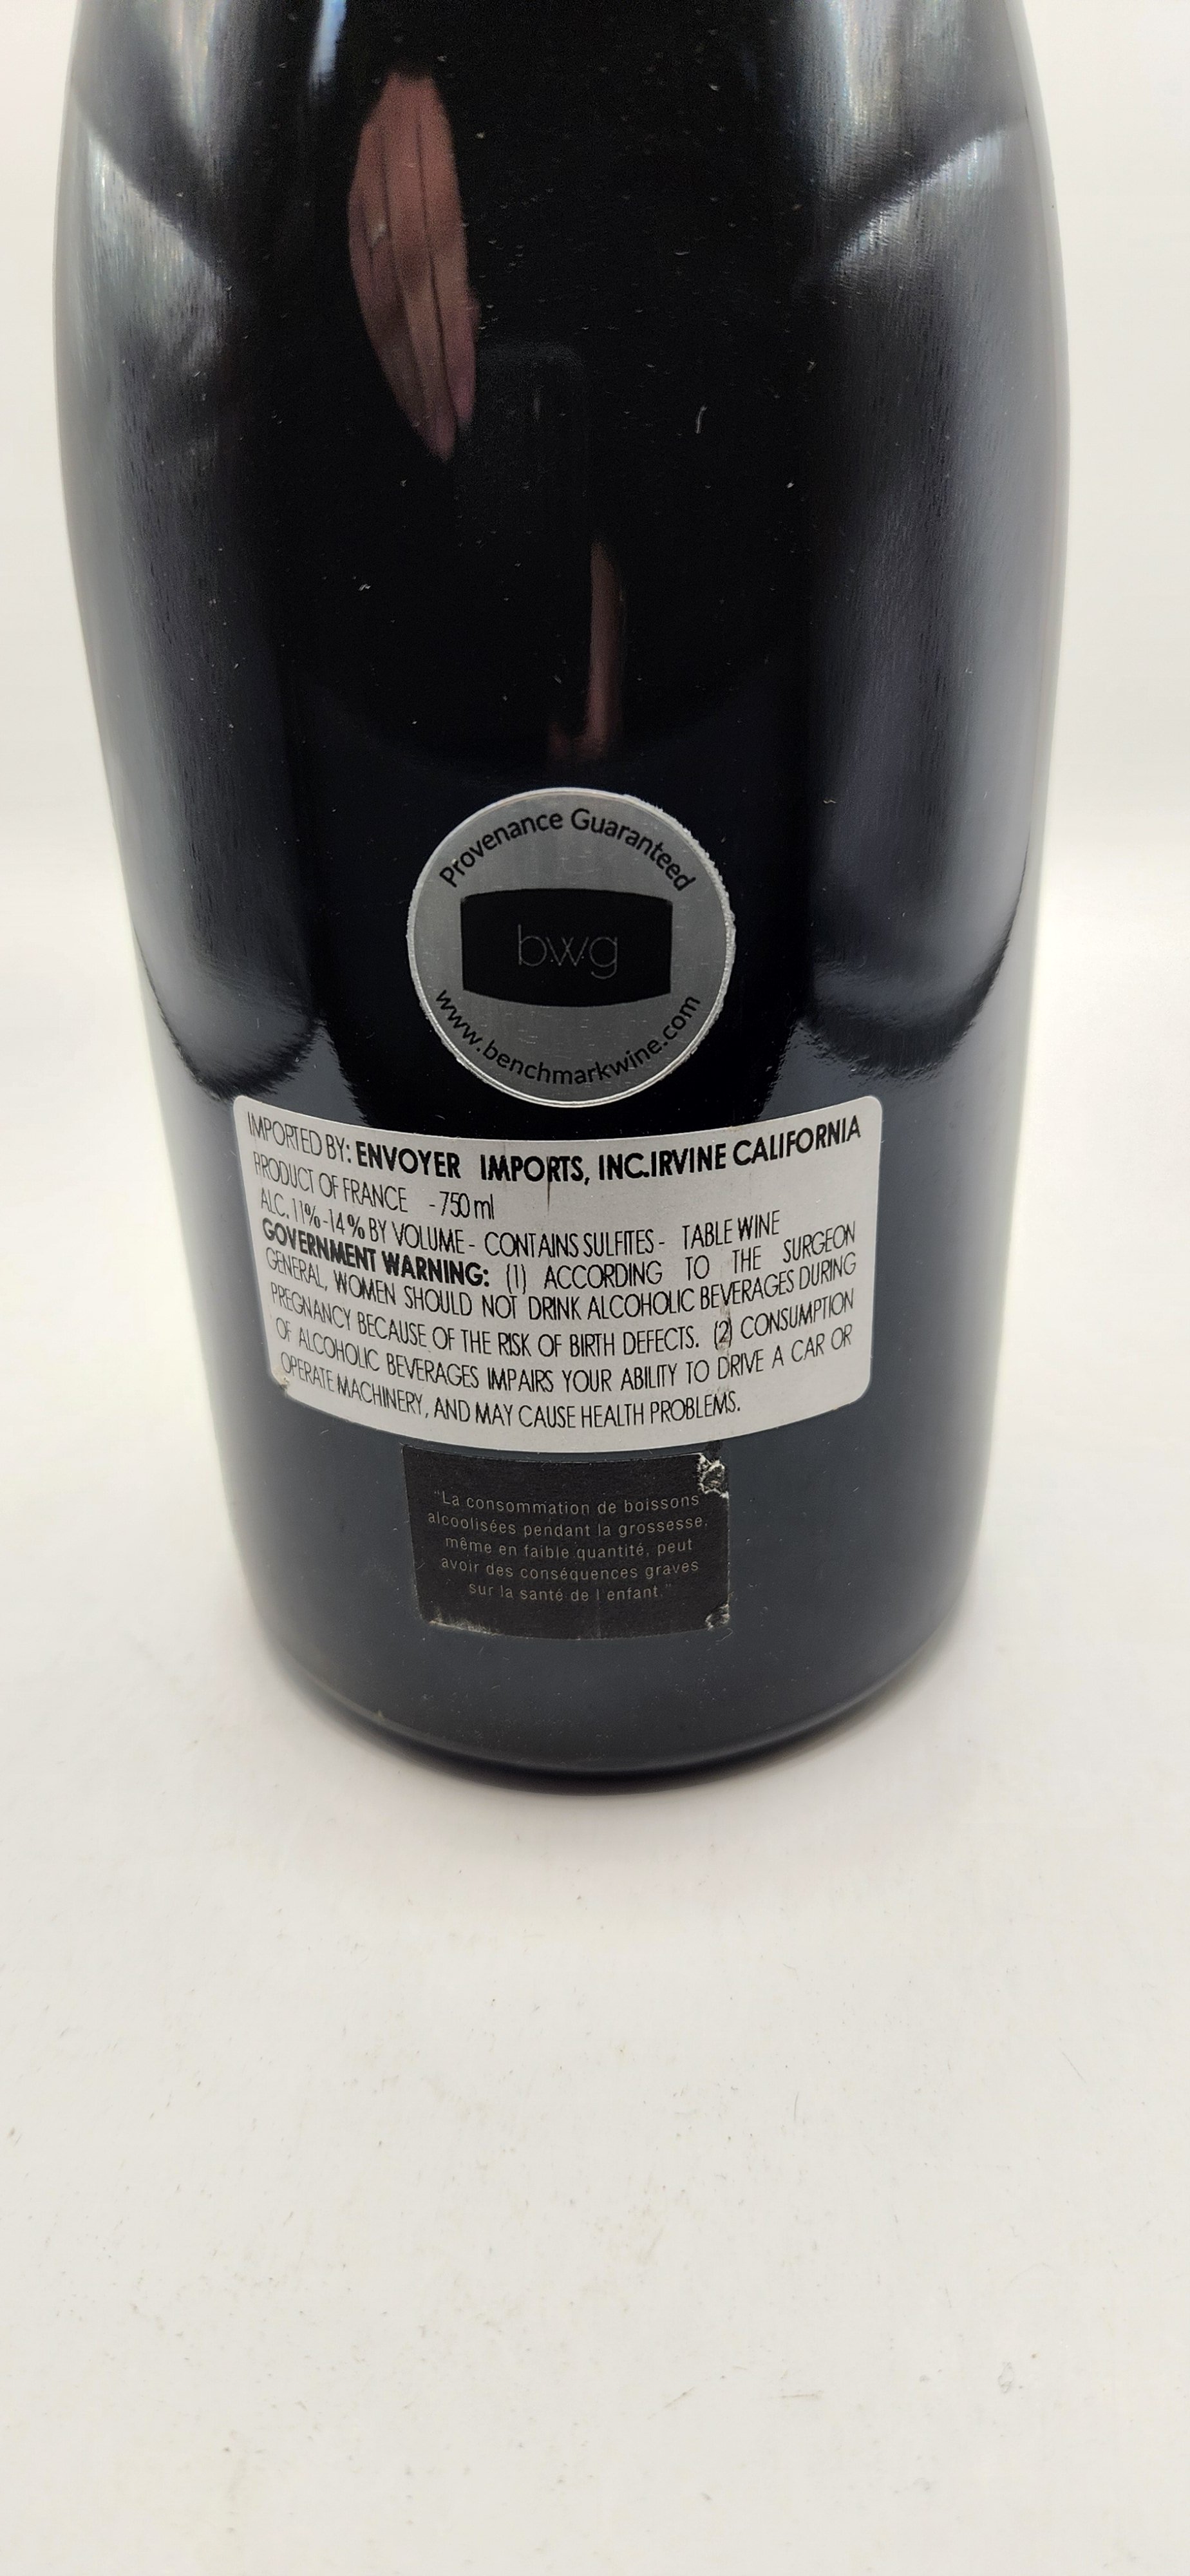 Provenance Guaranteed
bwg
www.benchmarkwine.com
IMPORTED BY: ENVOYER IMPORTS, INC.IRVINE CALIFORNIA
PRODUCT OF FRANCE -750 ml
ALC. 11%-14% BY VOLUME - CONTAINS SULFITES - TABLE WINE
GOVERNMENT WARNING: (1) ACCORDING TO THE SURGEON
GENERAL, WOMEN SHOULD NOT DRINK ALCOHOLIC BEVERAGES DURING
PREGNANCY BECAUSE OF THE RISK OF BIRTH DEFECTS. (2) CONSUMPTION
OF ALCOHOLIC BEVERAGES IMPAIRS YOUR ABILITY TO DRIVE A CAR OR
OPERATE MACHINERY, AND MAY CAUSE HEALTH PROBLEMS.
"La consommation de boissons
alcoolisées pendant la grossesse,
même en faible quantité, peut
avoir des conséquences graves
sur la santé de l'enfant."